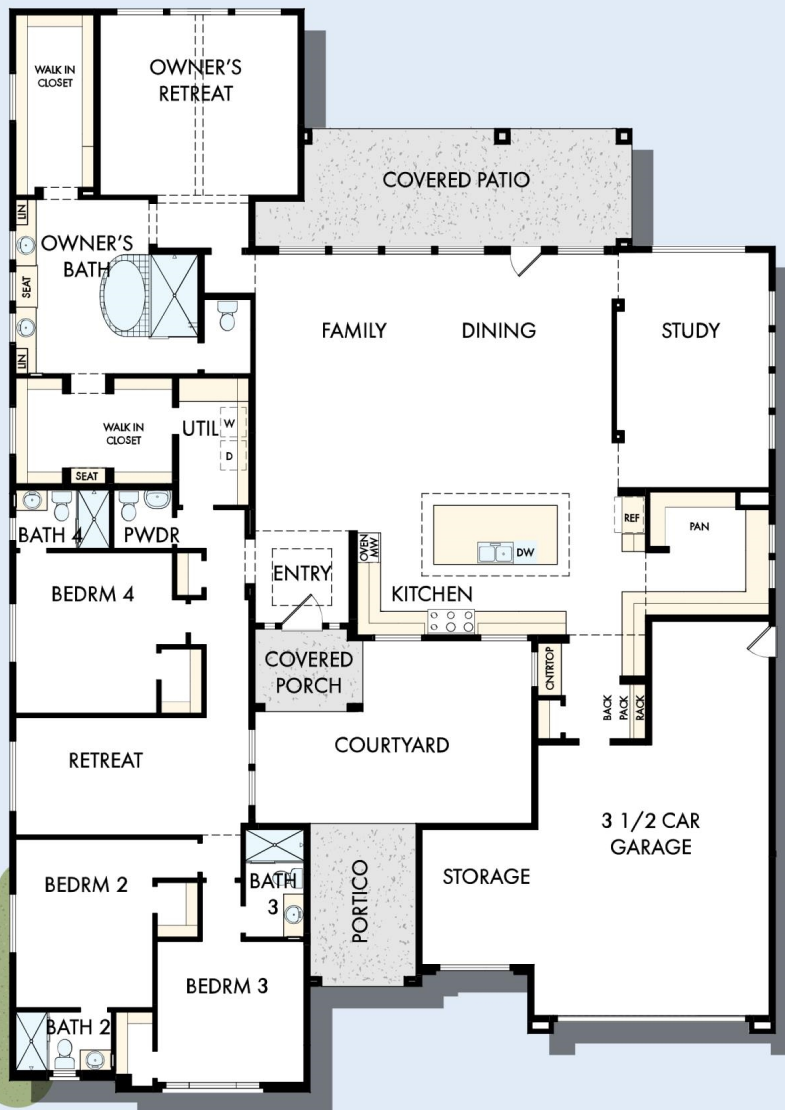 WALK IN
CLOSET
OWNER'S
RETREAT
COVERED PATIO
LIN
OWNER'S
BATH
SEAT
LIN
FAMILY
DINING
STUDY
WALK IN
CLOSET
UTIL
W
D
SEAT
BATH 4
PWDR
REF
PAN
OVEN
MW
DW
BEDRM 4
ENTRY
KITCHEN
COVERED
PORCH
CNTRTOP
BACK
PACK
RACK
RETREAT
COURTYARD
3 1/2 CAR
GARAGE
BEDRM 2
BATH
3
PORTICO
STORAGE
BEDRM 3
BATH 2